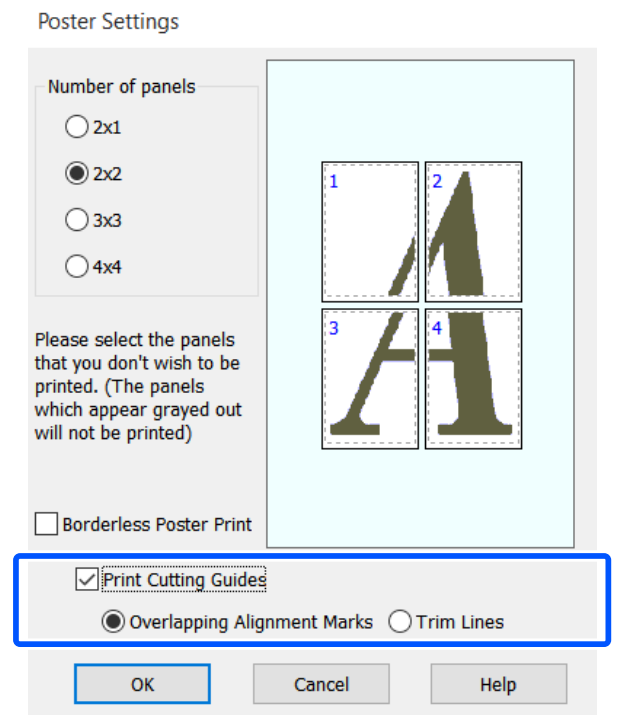 Poster Settings
Number of panels
2x1
2x2
3x3
4x4
1
2
3
4
A
Please select the panels
that you don't wish to be
printed. (The panels
which appear grayed out
will not be printed)
Borderless Poster Print
Print Cutting Guides
Overlapping Alignment Marks
Trim Lines
OK
Cancel
Help